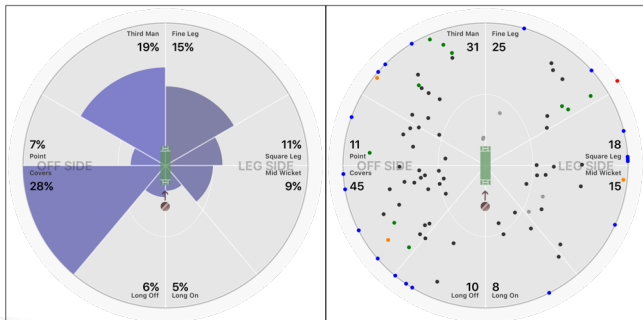 Third Man Fine Leg
19% 15%
7% 11%
Point Square Leg
OFF SIDE LEG SIDE
Covers Mid Wicket
28% 9%
6% 5%
Long Off Long On
Third Man Fine Leg
31 25
11 18
Point Square Leg
OFF SIDE LEG SIDE
Covers Mid Wicket
45 15
10 8
Long Off Long On